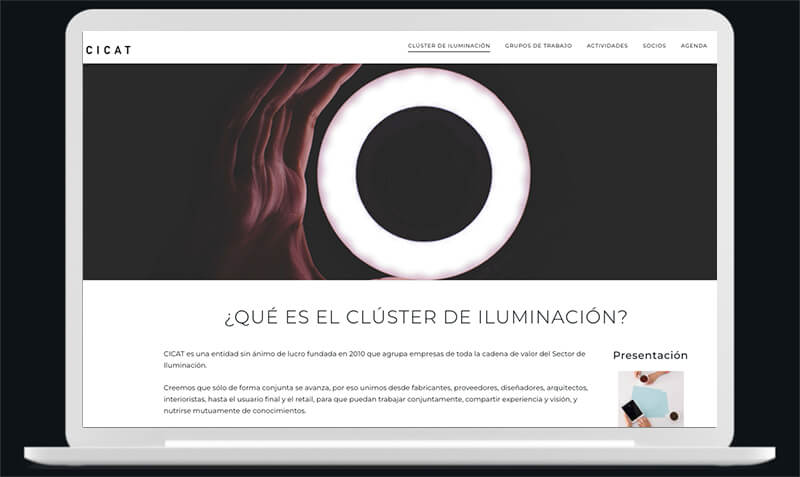 CICAT
CLÚSTER DE ILUMINACIÓN GRUPOS DE TRABAJO ACTIVIDADES SOCIOS AGENDA
¿QUÉ ES EL CLÚSTER DE ILUMINACIÓN?
CICAT es una entidad sin ánimo de lucro fundada en 2010 que agrupa empresas de toda la cadena de valor del Sector de
Iluminación.
Creemos que sólo de forma conjunta se avanza, por eso unimos desde fabricantes, proveedores, diseñadores, arquitectos,
interioristas, hasta el usuario final y el retail, para que puedan trabajar conjuntamente, compartir experiencia y visión, y
nutrirse mutuamente de conocimientos.
Presentación